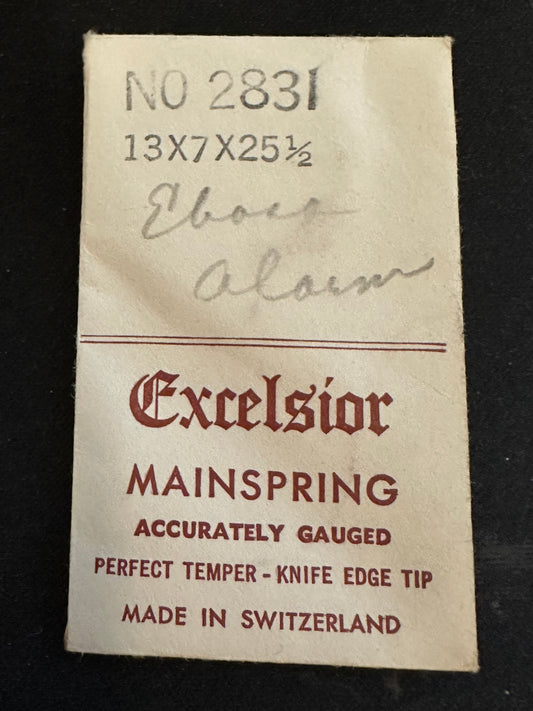 NO 2831
13X7X25½
Ebosa
alarm
Excelsior
MAINSPRING
ACCURATELY GAUGED
PERFECT TEMPER - KNIFE EDGE TIP
MADE IN SWITZERLAND